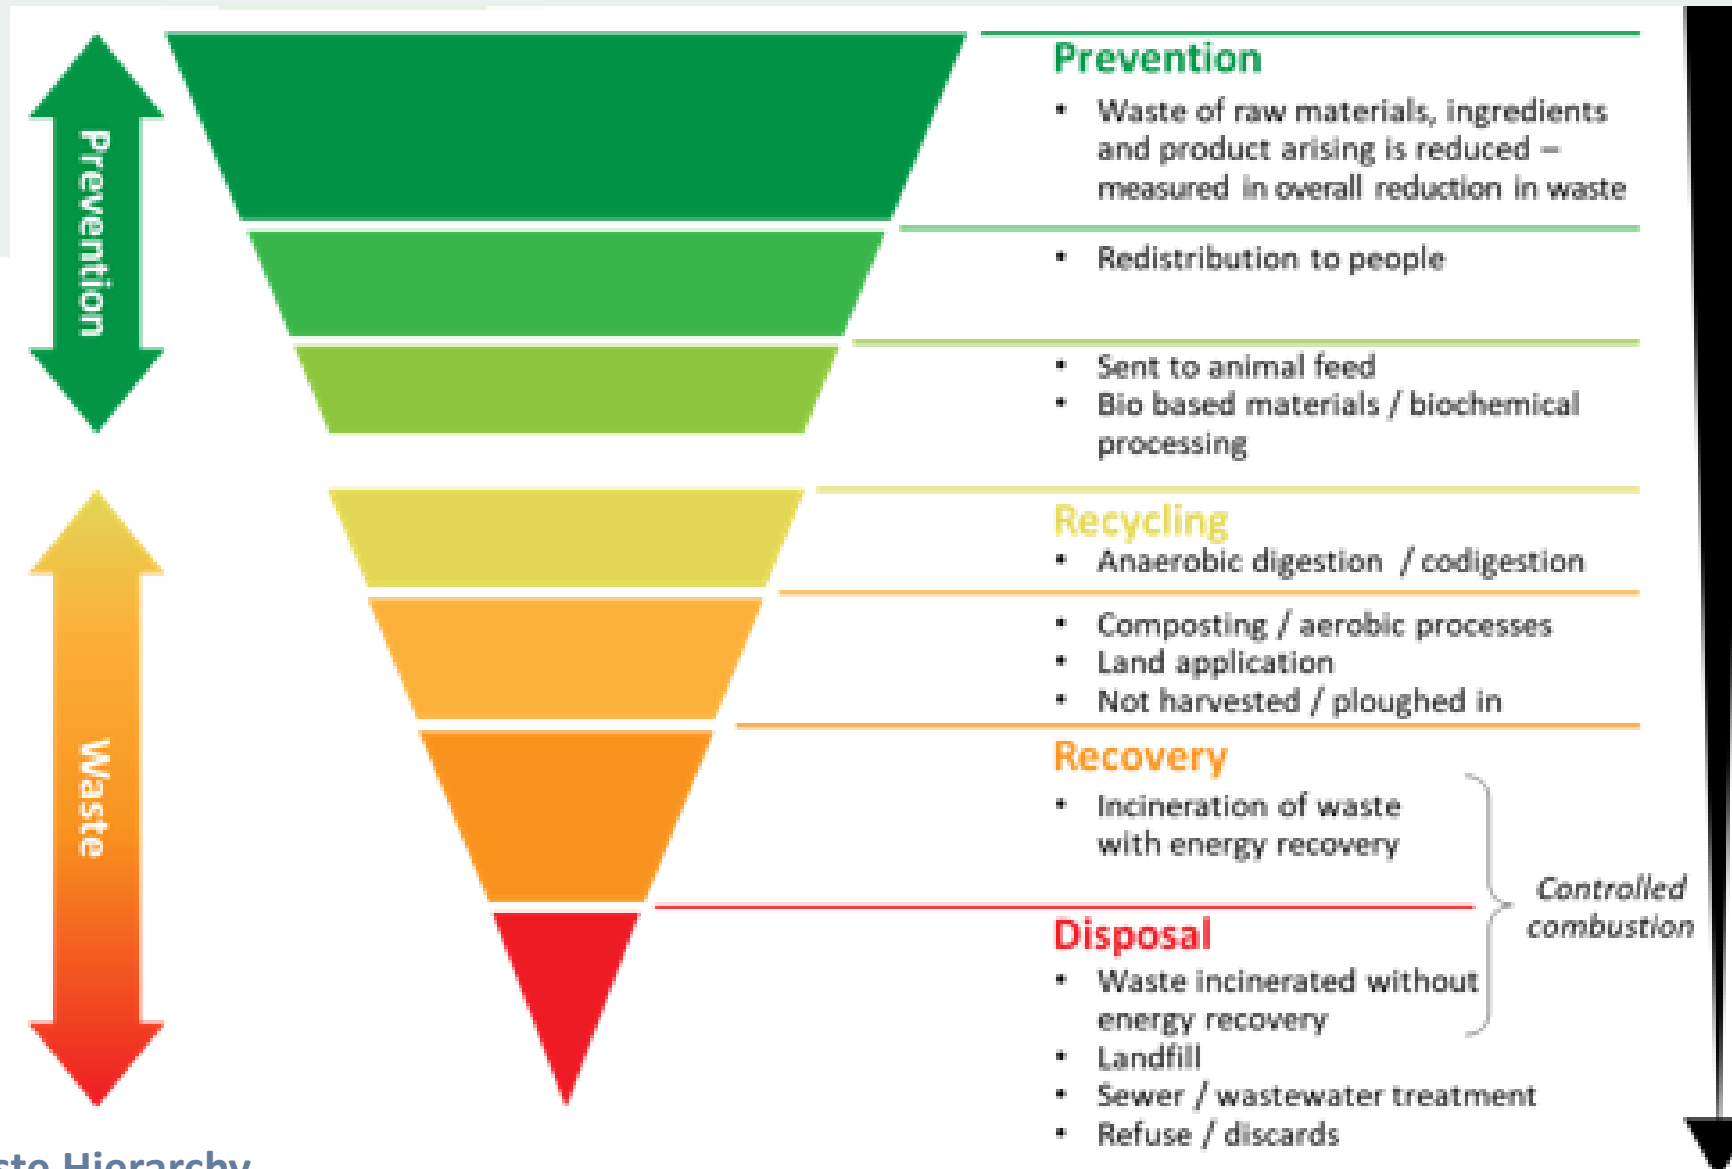 Prevention
Prevention
• Waste of raw materials, ingredients
and product arising is reduced –
measured in overall reduction in waste
• Redistribution to people
• Sent to animal feed
• Bio based materials / biochemical
processing
Waste
Recycling
• Anaerobic digestion / codigestion
• Composting / aerobic processes
• Land application
• Not harvested / ploughed in
Recovery
• Incineration of waste
with energy recovery
Controlled
combustion
Disposal
• Waste incinerated without
energy recovery
• Landfill
• Sewer / wastewater treatment
• Refuse / discards
Hierarchy